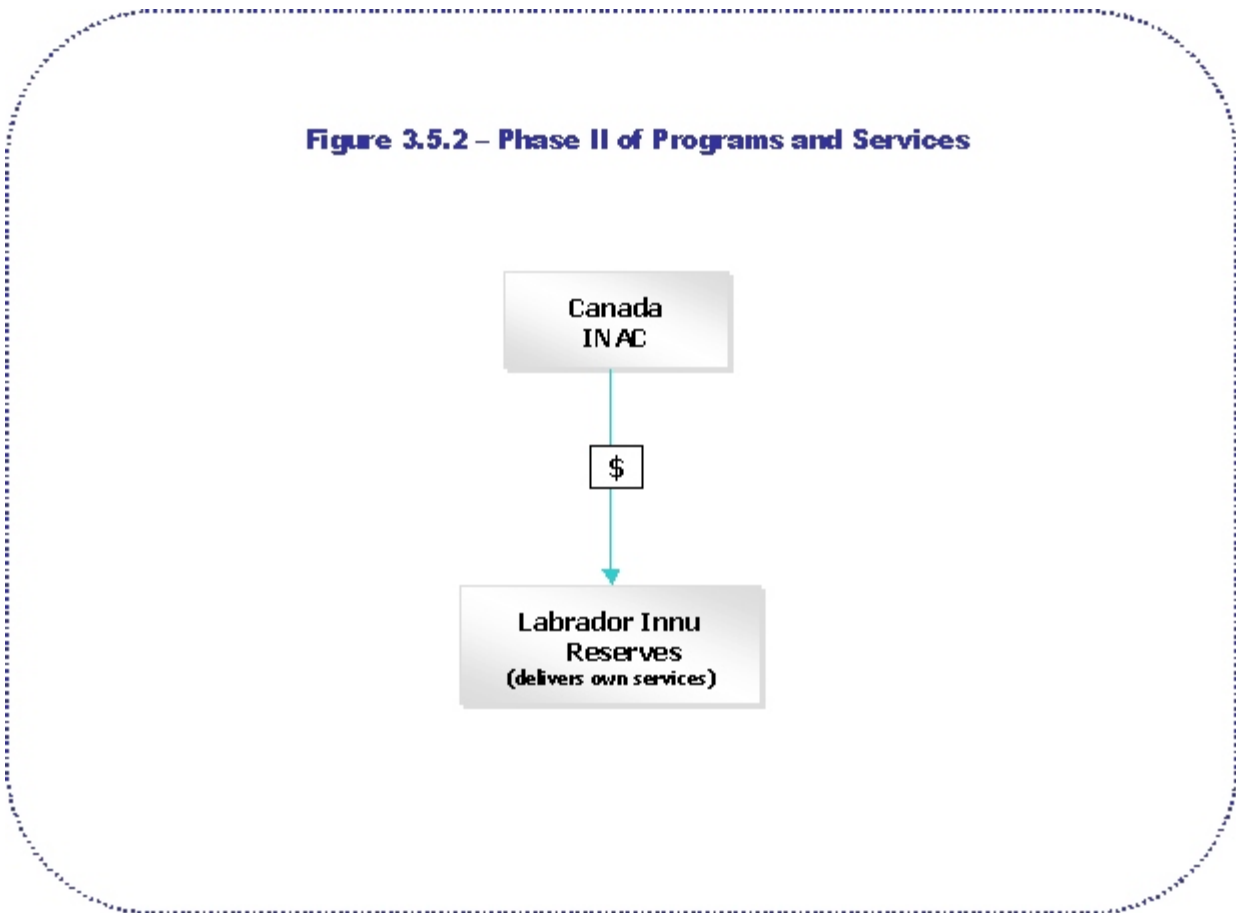 Figure 3.5.2 – Phase II of Programs and Services
Canada
INAC
$
Labrador Innu
Reserves
(delivers own services)